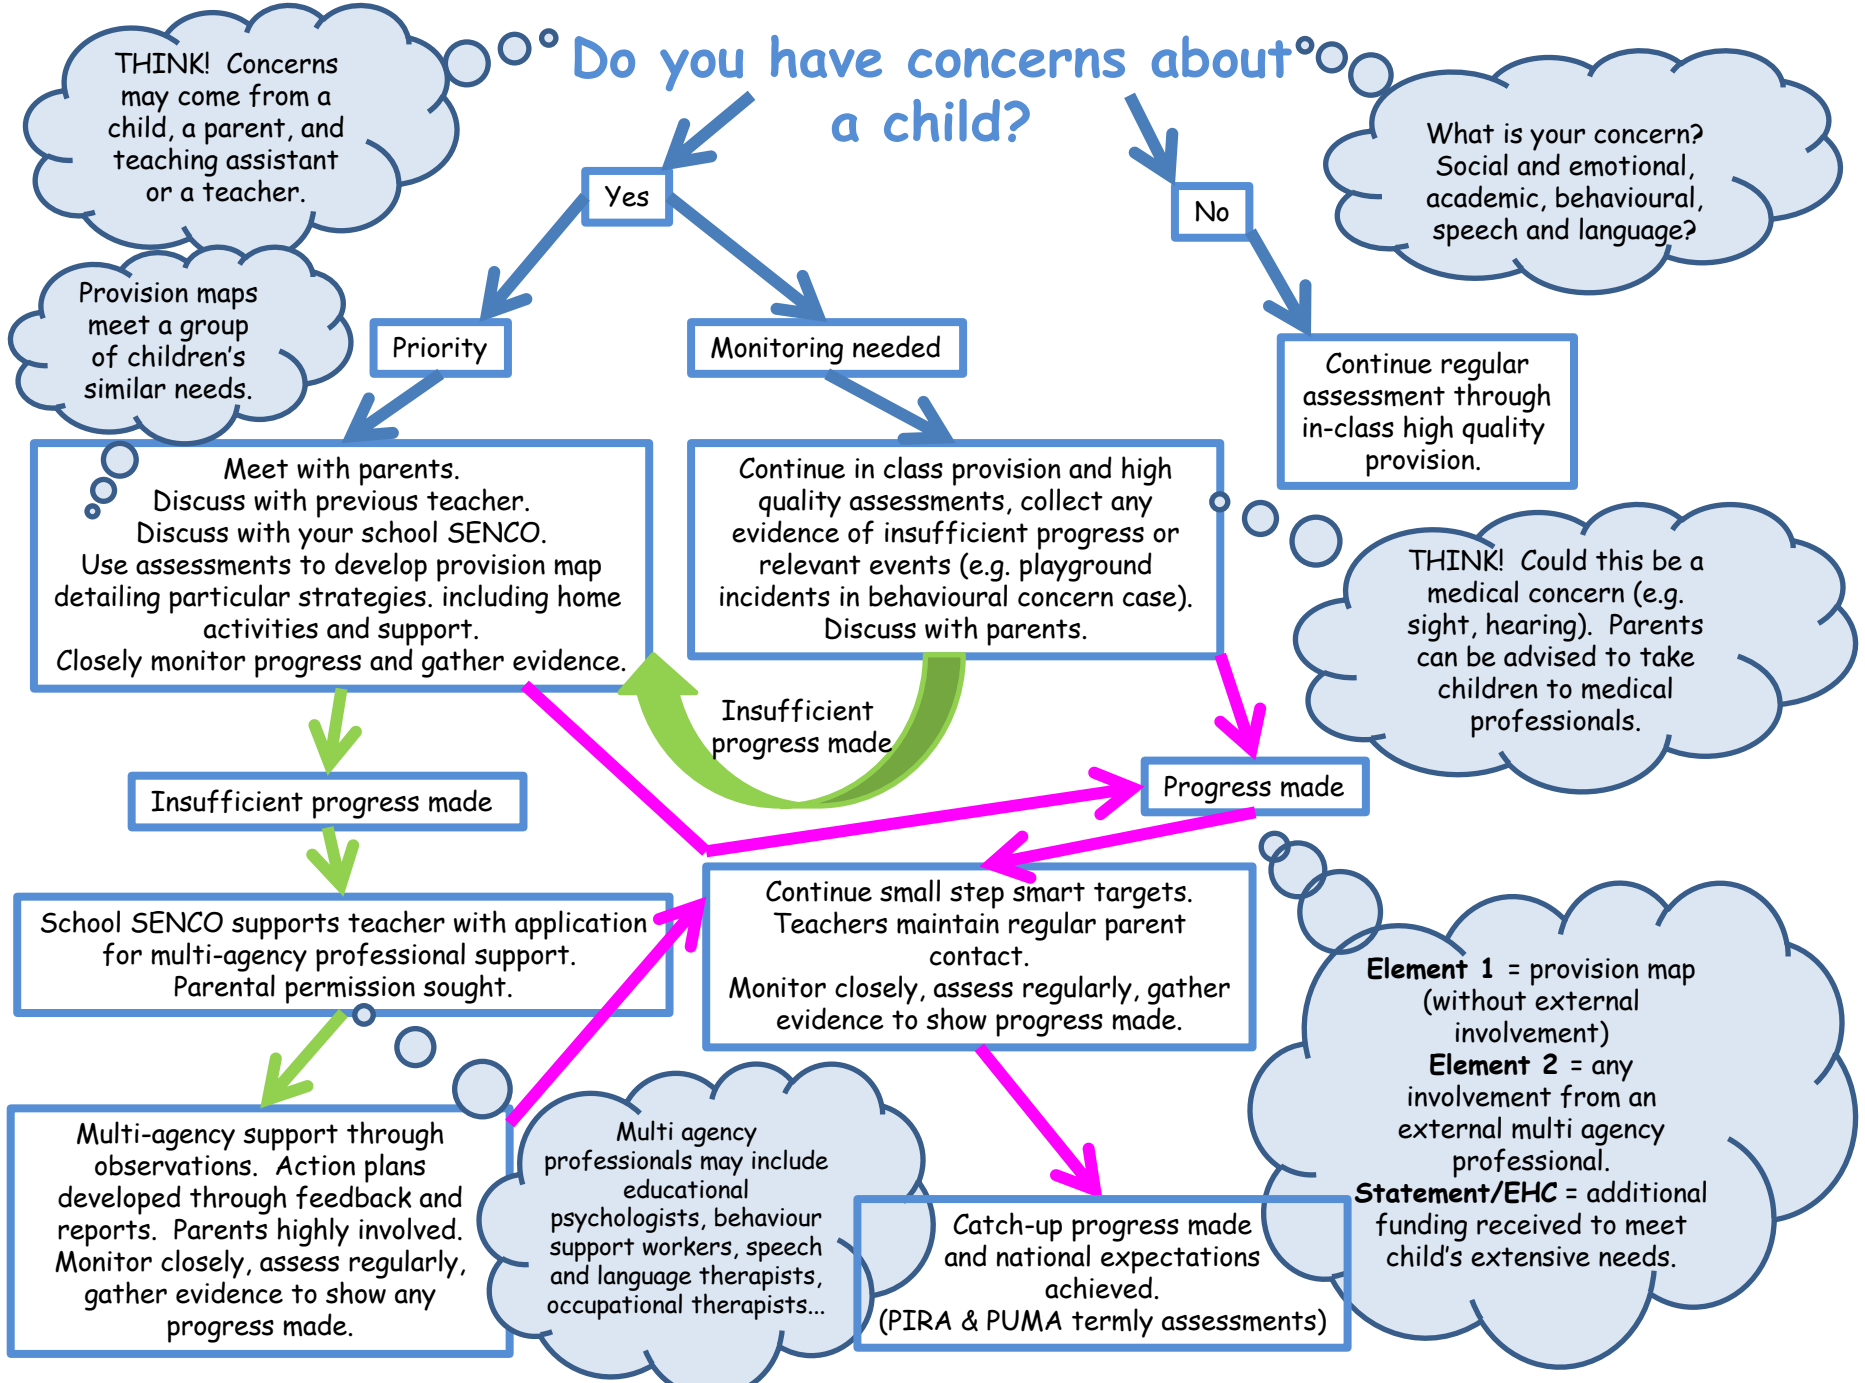 Do you have concerns about
a child?
THINK!  Concerns
may come from a
child, a parent, and
teaching assistant
or a teacher.
What is your concern?
Social and emotional,
academic, behavioural,
speech and language?
Yes
No
Provision maps
meet a group
of children's
similar needs.
Priority
Monitoring needed
Continue regular
assessment through
in-class high quality
provision.
Meet with parents.
Discuss with previous teacher.
Discuss with your school SENCO.
Use assessments to develop provision map
detailing particular strategies. including home
activities and support.
Closely monitor progress and gather evidence.
Continue in class provision and high
quality assessments, collect any
evidence of insufficient progress or
relevant events (e.g. playground
incidents in behavioural concern case).
Discuss with parents.
THINK!  Could this be a
medical concern (e.g.
sight, hearing).  Parents
can be advised to take
children to medical
professionals.
Insufficient
progress made
Insufficient progress made
Progress made
School SENCO supports teacher with application
for multi-agency professional support.
Parental permission sought.
Continue small step smart targets.
Teachers maintain regular parent
contact.
Monitor closely, assess regularly, gather
evidence to show progress made.
Element 1 = provision map
(without external
involvement)
Element 2 = any
involvement from an
external multi agency
professional.
Statement/EHC = additional
funding received to meet
child's extensive needs.
Multi-agency support through
observations.  Action plans
developed through feedback and
reports.  Parents highly involved.
Monitor closely, assess regularly,
gather evidence to show any
progress made.
Multi agency
professionals may include
educational
psychologists, behaviour
support workers, speech
and language therapists,
occupational therapists...
Catch-up progress made
and national expectations
achieved.
(PIRA & PUMA termly assessments)